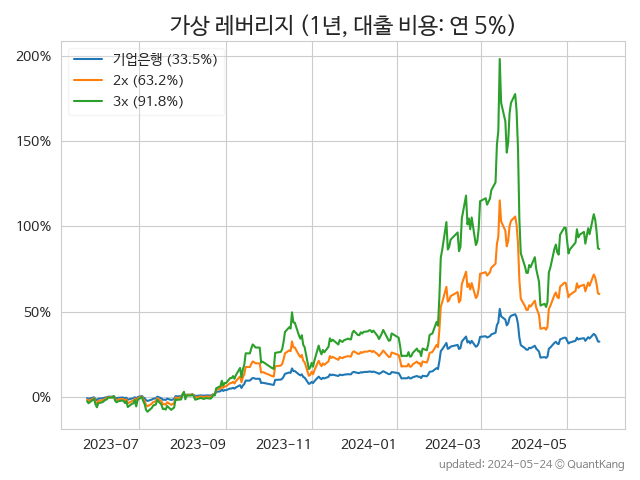 가상 레버리지 (1년, 대출 비용: 연 5%)
기업은행 (33.5%)
2x (63.2%)
3x (91.8%)
200%
150%
100%
50%
0%
2023-07 2023-09 2023-11 2024-01 2024-03 2024-05
updated: 2024-05-24 © QuantKang